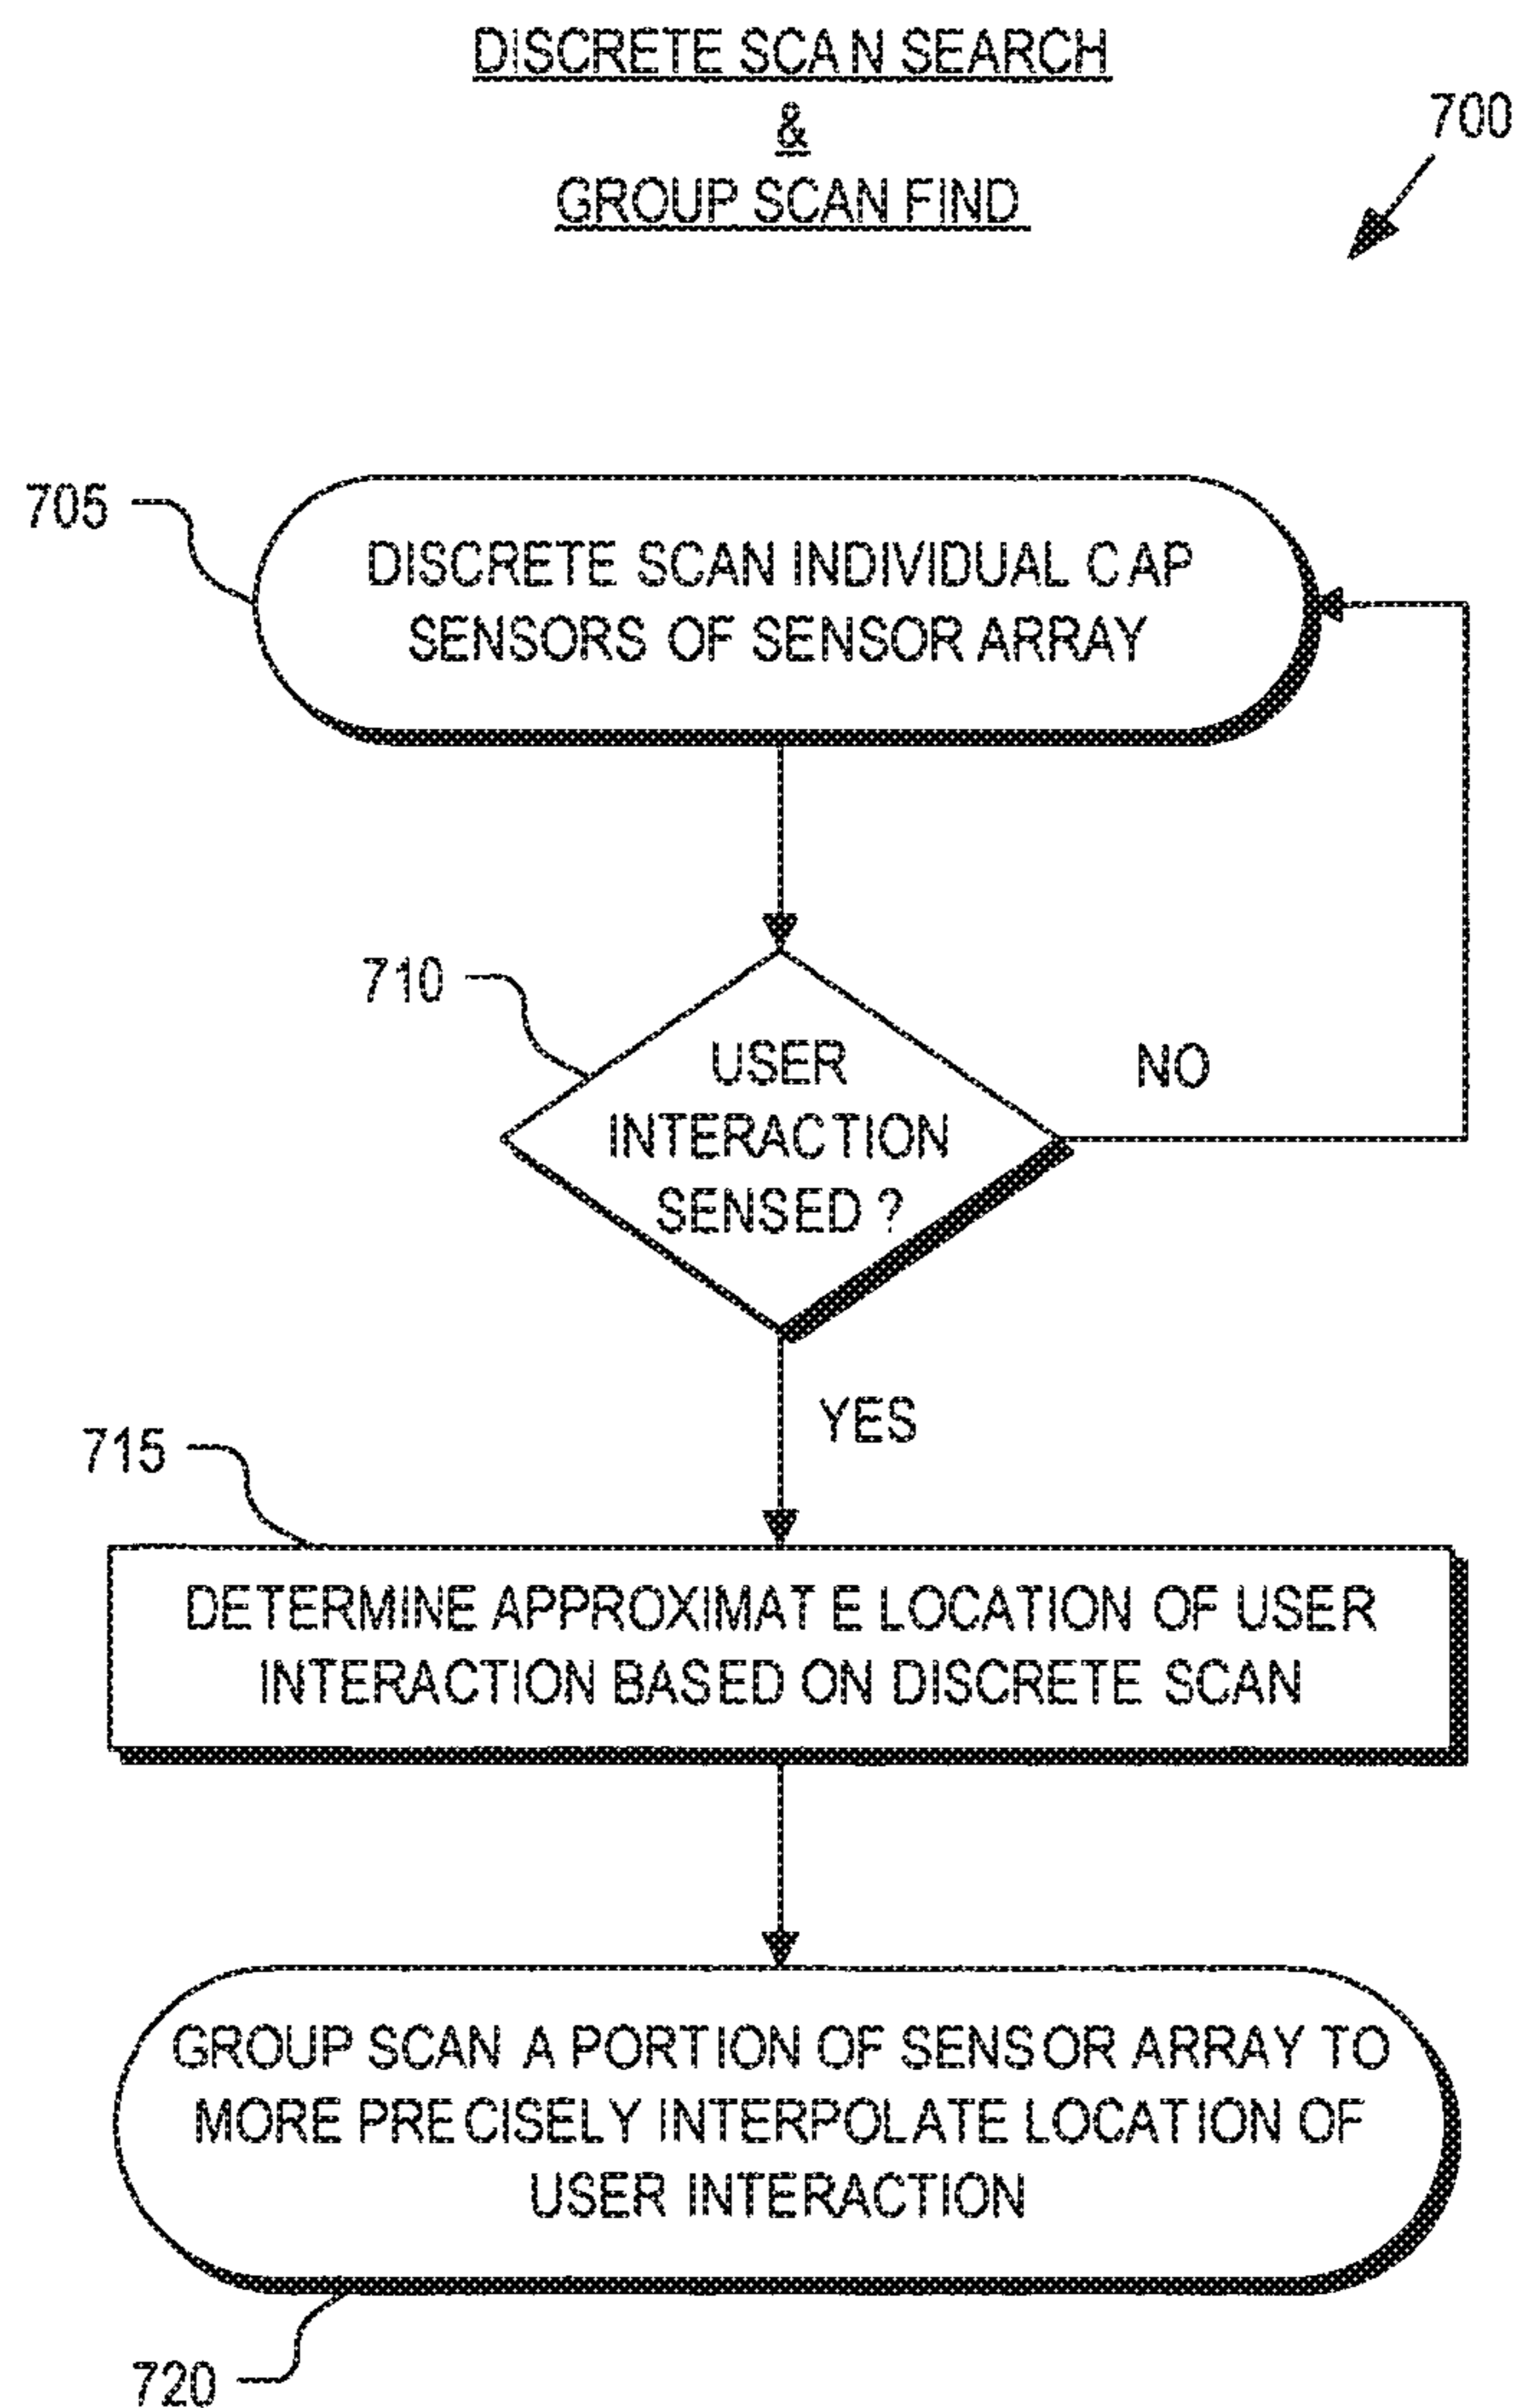 DISCRETE SCAN SEARCH
&
GROUP SCAN FIND
700
705
DISCRETE SCAN INDIVIDUAL CAP
SENSORS OF SENSOR ARRAY
710
USER
INTERACTION
SENSED ?
NO
YES
715
DETERMINE APPROXIMATE LOCATION OF USER
INTERACTION BASED ON DISCRETE SCAN
GROUP SCAN A PORTION OF SENSOR ARRAY TO
MORE PRECISELY INTERPOLATE LOCATION OF
USER INTERACTION
720